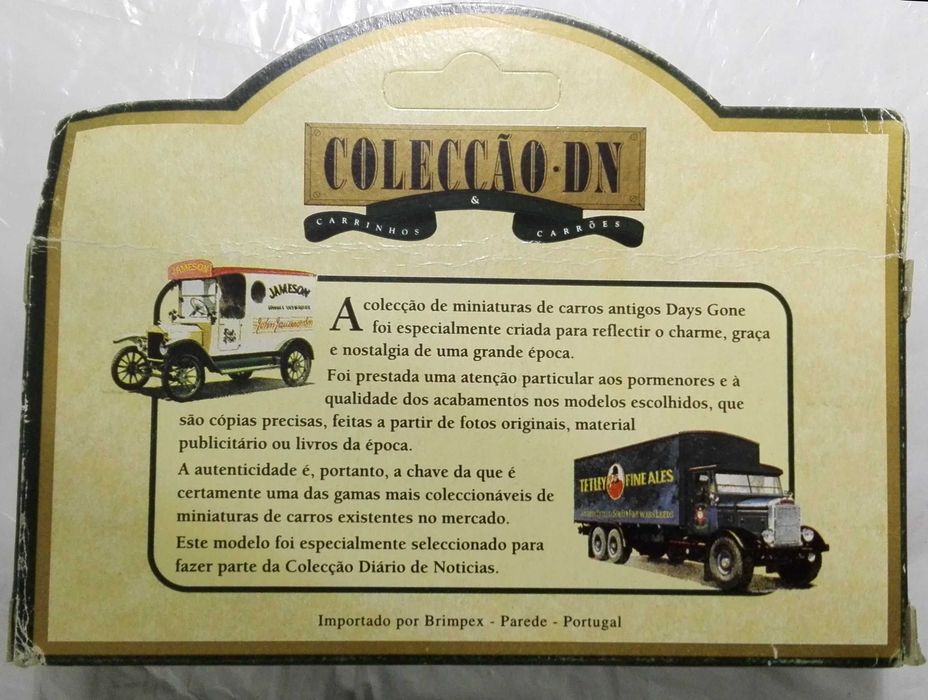 COLECCÃO·DN
&
CARRINHOS CARRÕES
JAMESON
JAMESON
A colecção de miniaturas de carros antigos Days Gone
foi especialmente criada para reflectir o charme, graça
e nostalgia de uma grande época.
Foi prestada uma atenção particular aos pormenores e à
qualidade dos acabamentos nos modelos escolhidos, que
são cópias precisas, feitas a partir de fotos originais, material
publicitário ou livros da época.
A autenticidade é, portanto, a chave da que é
certamente uma das gamas mais coleccionáveis de
miniaturas de carros existentes no mercado.
Este modelo foi especialmente seleccionado para
fazer parte da Colecção Diário de Noticias.
TETLEY FINE ALES
Importado por Brimpex - Parede - Portugal